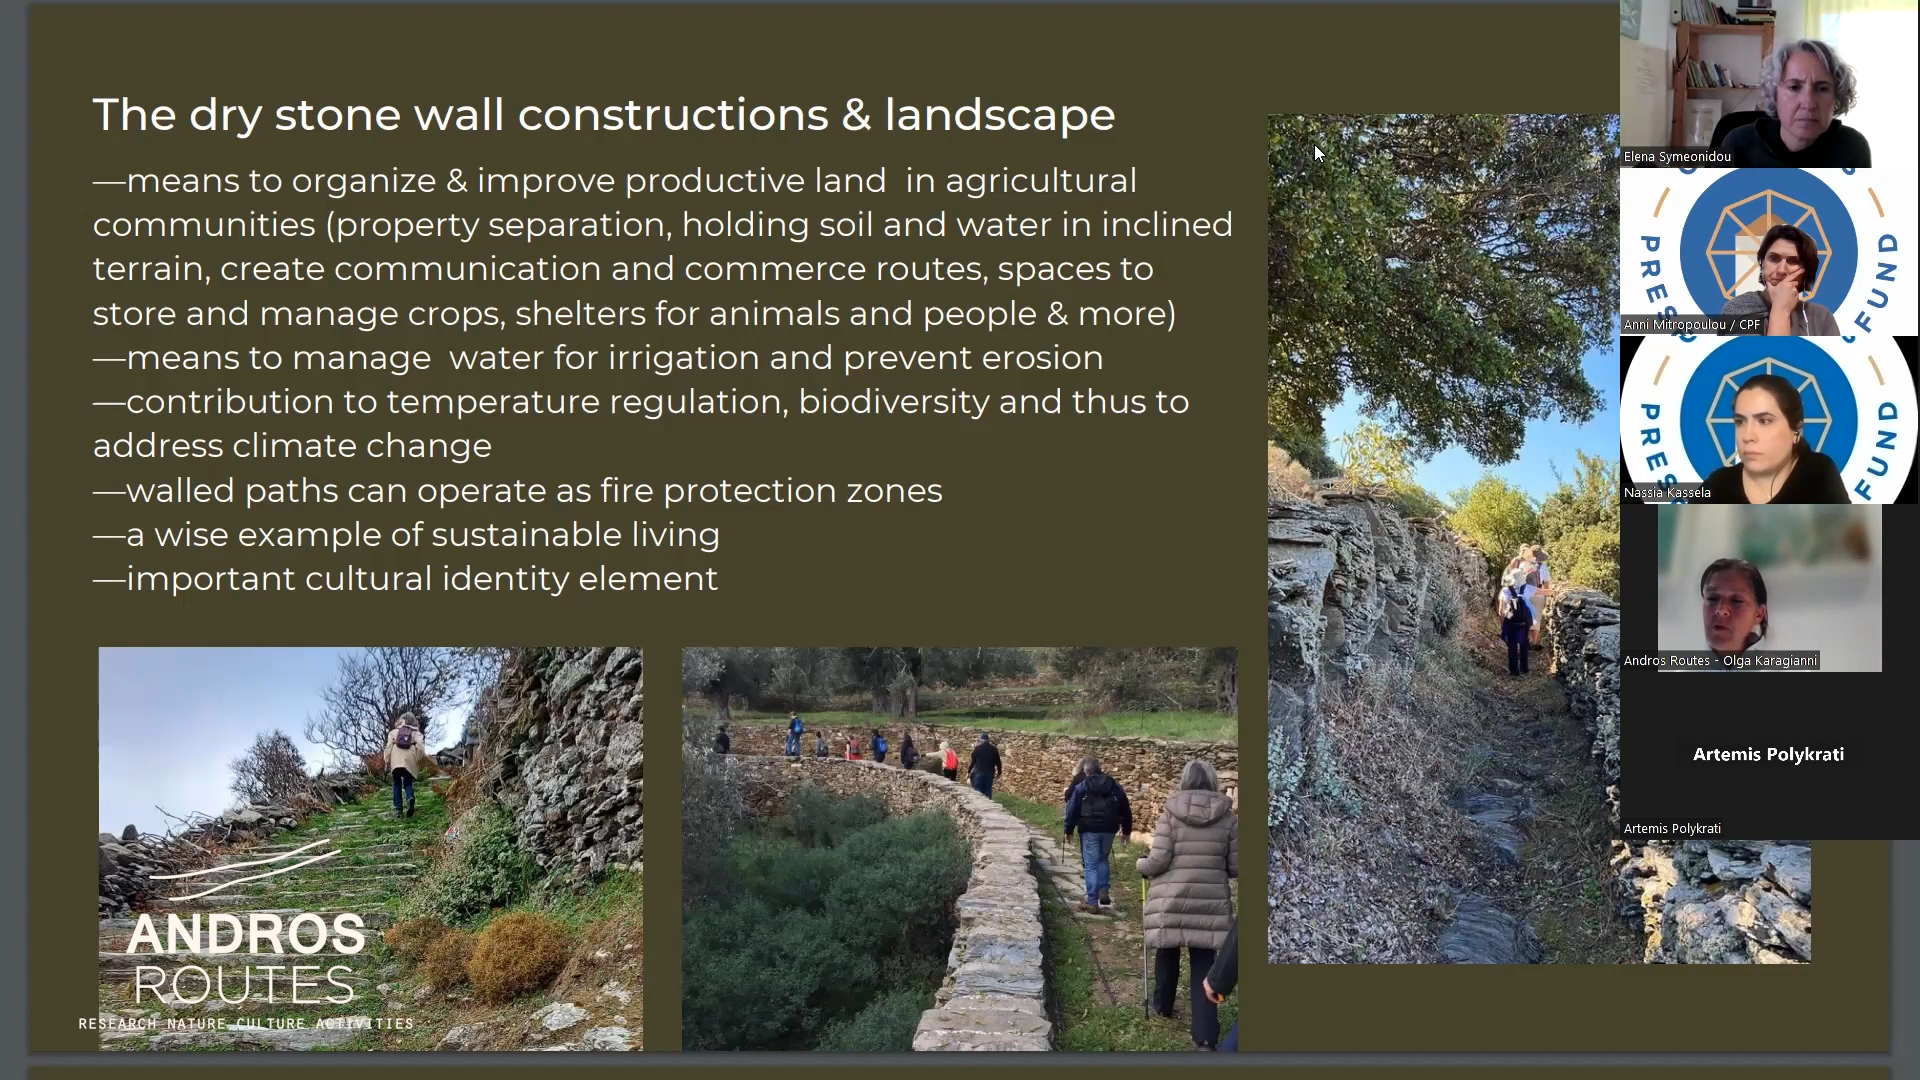 The dry stone wall constructions & landscape
—means to organize & improve productive land in agricultural
communities (property separation, holding soil and water in inclined
terrain, create communication and commerce routes, spaces to
store and manage crops, shelters for animals and people & more)
—means to manage water for irrigation and prevent erosion
—contribution to temperature regulation, biodiversity and thus to
address climate change
—walled paths can operate as fire protection zones
—a wise example of sustainable living
—important cultural identity element
ANDROS
ROUTES
RESEARCH NATURE CULTURE ACTIVITIES
Elena Symeonidou
FUND
Anni Mitropoulou / CPF
FUND
Nassia Kassela
Andros Routes - Olga Karagianni
Artemis Polykrati
Artemis Polykrati